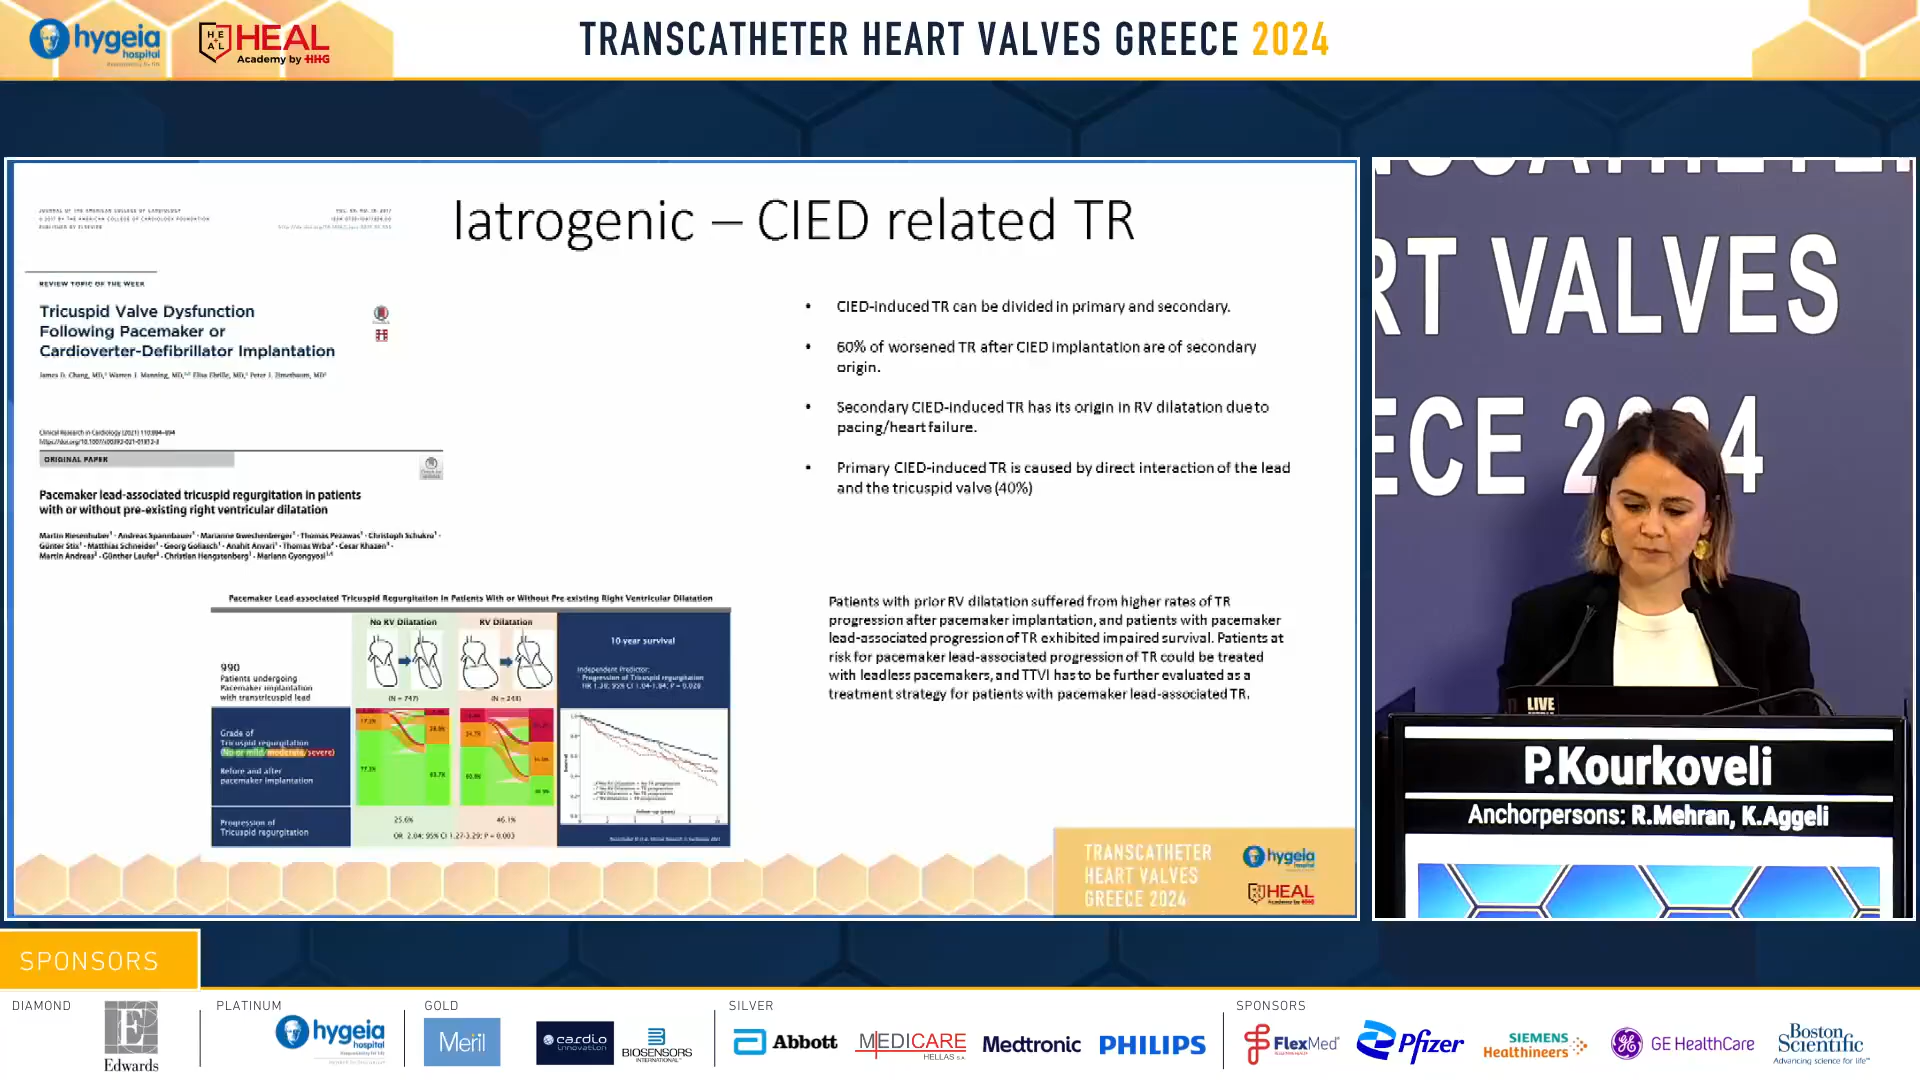 hygeia
hospital
HEAL
Academy by HHG
TRANSCATHETER HEART VALVES GREECE 2024
Iatrogenic – CIED related TR
JOURNAL OF THE AMERICAN COLLEGE OF CARDIOLOGY
PUBLISHED BY ELSEVIER
REVIEW TOPIC OF THE WEEK
Tricuspid Valve Dysfunction
Following Pacemaker or
Cardioverter-Defibrillator Implantation
James D. Chang, MD, Warren J. Manning, MD, Elisa Ebrille, MD, Peter J. Zimetbaum, MD
Clinical Research in Cardiology (2021) 110:884–894
ORIGINAL PAPER
Pacemaker lead-associated tricuspid regurgitation in patients
with or without pre-existing right ventricular dilatation
Martin Riesenhuber · Andreas Spannbauer · Marianne Gwechenberger · Thomas Pezawas · Christoph Schukro ·
Günter Stix · Matthias Schneider · Georg Goliasch · Anahit Anvari · Thomas Wrba · Cesar Khazen ·
Martin Andreas · Günther Laufer · Christian Hengstenberg · Mariann Gyongyosi
• CIED-induced TR can be divided in primary and secondary.
• 60% of worsened TR after CIED implantation are of secondary
origin.
• Secondary CIED-induced TR has its origin in RV dilatation due to
pacing/heart failure.
• Primary CIED-induced TR is caused by direct interaction of the lead
and the tricuspid valve (40%)
Pacemaker Lead-associated Tricuspid Regurgitation in Patients With or Without Pre-existing Right Ventricular Dilatation
No RV Dilatation
RV Dilatation
10-year survival
990
Patients undergoing
Pacemaker implantation
with transtricuspid lead
(N = 747)
(N = 243)
Independent Predictor:
Progression of Tricuspid regurgitation
Grade of
Tricuspid regurgitation
(No or mild/moderate/severe)
Before and after
pacemaker implantation
Progression of
Tricuspid regurgitation
25.6%
46.1%
OR 2.04; 95% CI 1.27-3.29; P = 0.003
Patients with prior RV dilatation suffered from higher rates of TR
progression after pacemaker implantation, and patients with pacemaker
lead-associated progression of TR exhibited impaired survival. Patients at
risk for pacemaker lead-associated progression of TR could be treated
with leadless pacemakers, and TTVI has to be further evaluated as a
treatment strategy for patients with pacemaker lead-associated TR.
TRANSCATHETER
HEART VALVES
GREECE 2024
hygeia
HEAL
RT VALVES
ECE 2024
LIVE
P.Kourkoveli
Anchorpersons: R.Mehran, K.Aggeli
SPONSORS
DIAMOND
Edwards
PLATINUM
hygeia
GOLD
Meril
cardio
innovation
BIOSENSORS
INTERNATIONAL
SILVER
Abbott
MEDICARE
HELLAS S.A.
Medtronic
PHILIPS
SPONSORS
FlexMed
Pfizer
SIEMENS
Healthineers
GE HealthCare
Boston
Scientific
Advancing science for life